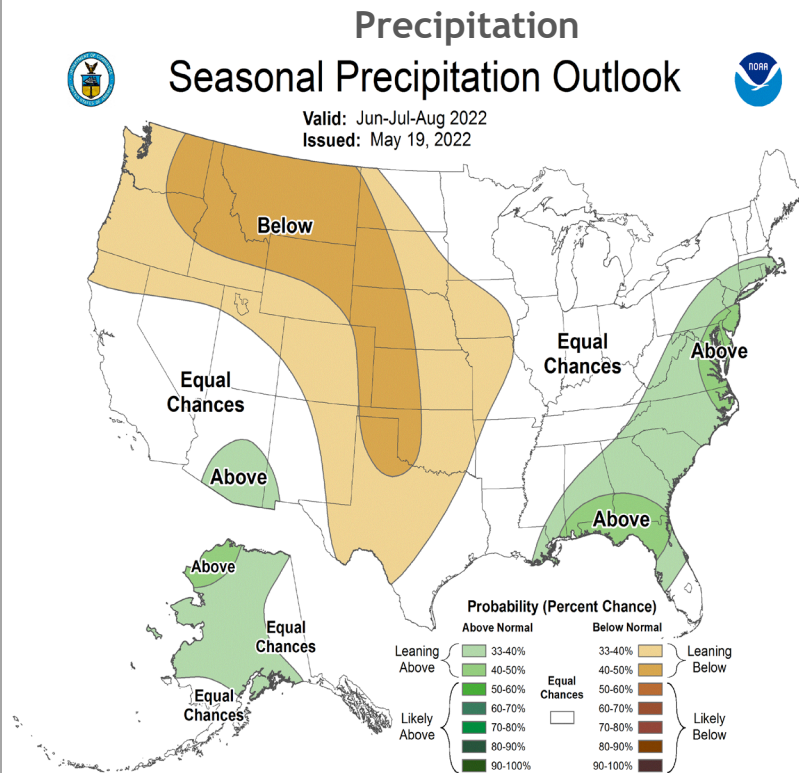 Precipitation
Seasonal Precipitation Outlook
NOAA
Valid: Jun-Jul-Aug 2022
Issued: May 19, 2022
Below
Equal
Chances
Above
Equal
Chances
Above
Above
Above
Equal
Chances
Equal
Chances
Probability (Percent Chance)
Above Normal
Below Normal
Leaning
Above
33-40%
40-50%
Likely
Above
50-60%
60-70%
70-80%
80-90%
90-100%
Equal
Chances
33-40%
40-50%
Leaning
Below
50-60%
60-70%
70-80%
80-90%
90-100%
Likely
Below